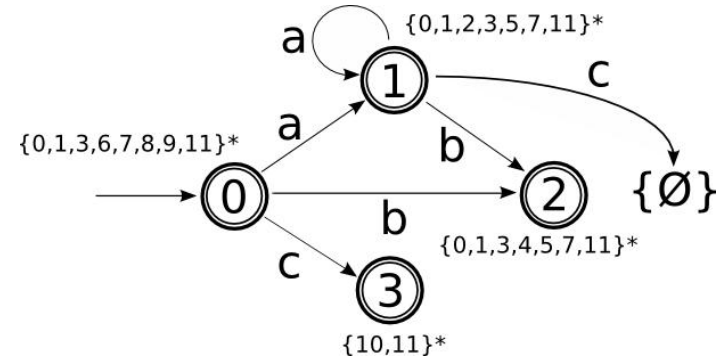 {0,1,2,3,5,7,11}*
a
1
c
{0,1,3,6,7,8,9,11}*
a
b
0
2
{Ø}
b
{0,1,3,4,5,7,11}*
c
3
{10,11}*